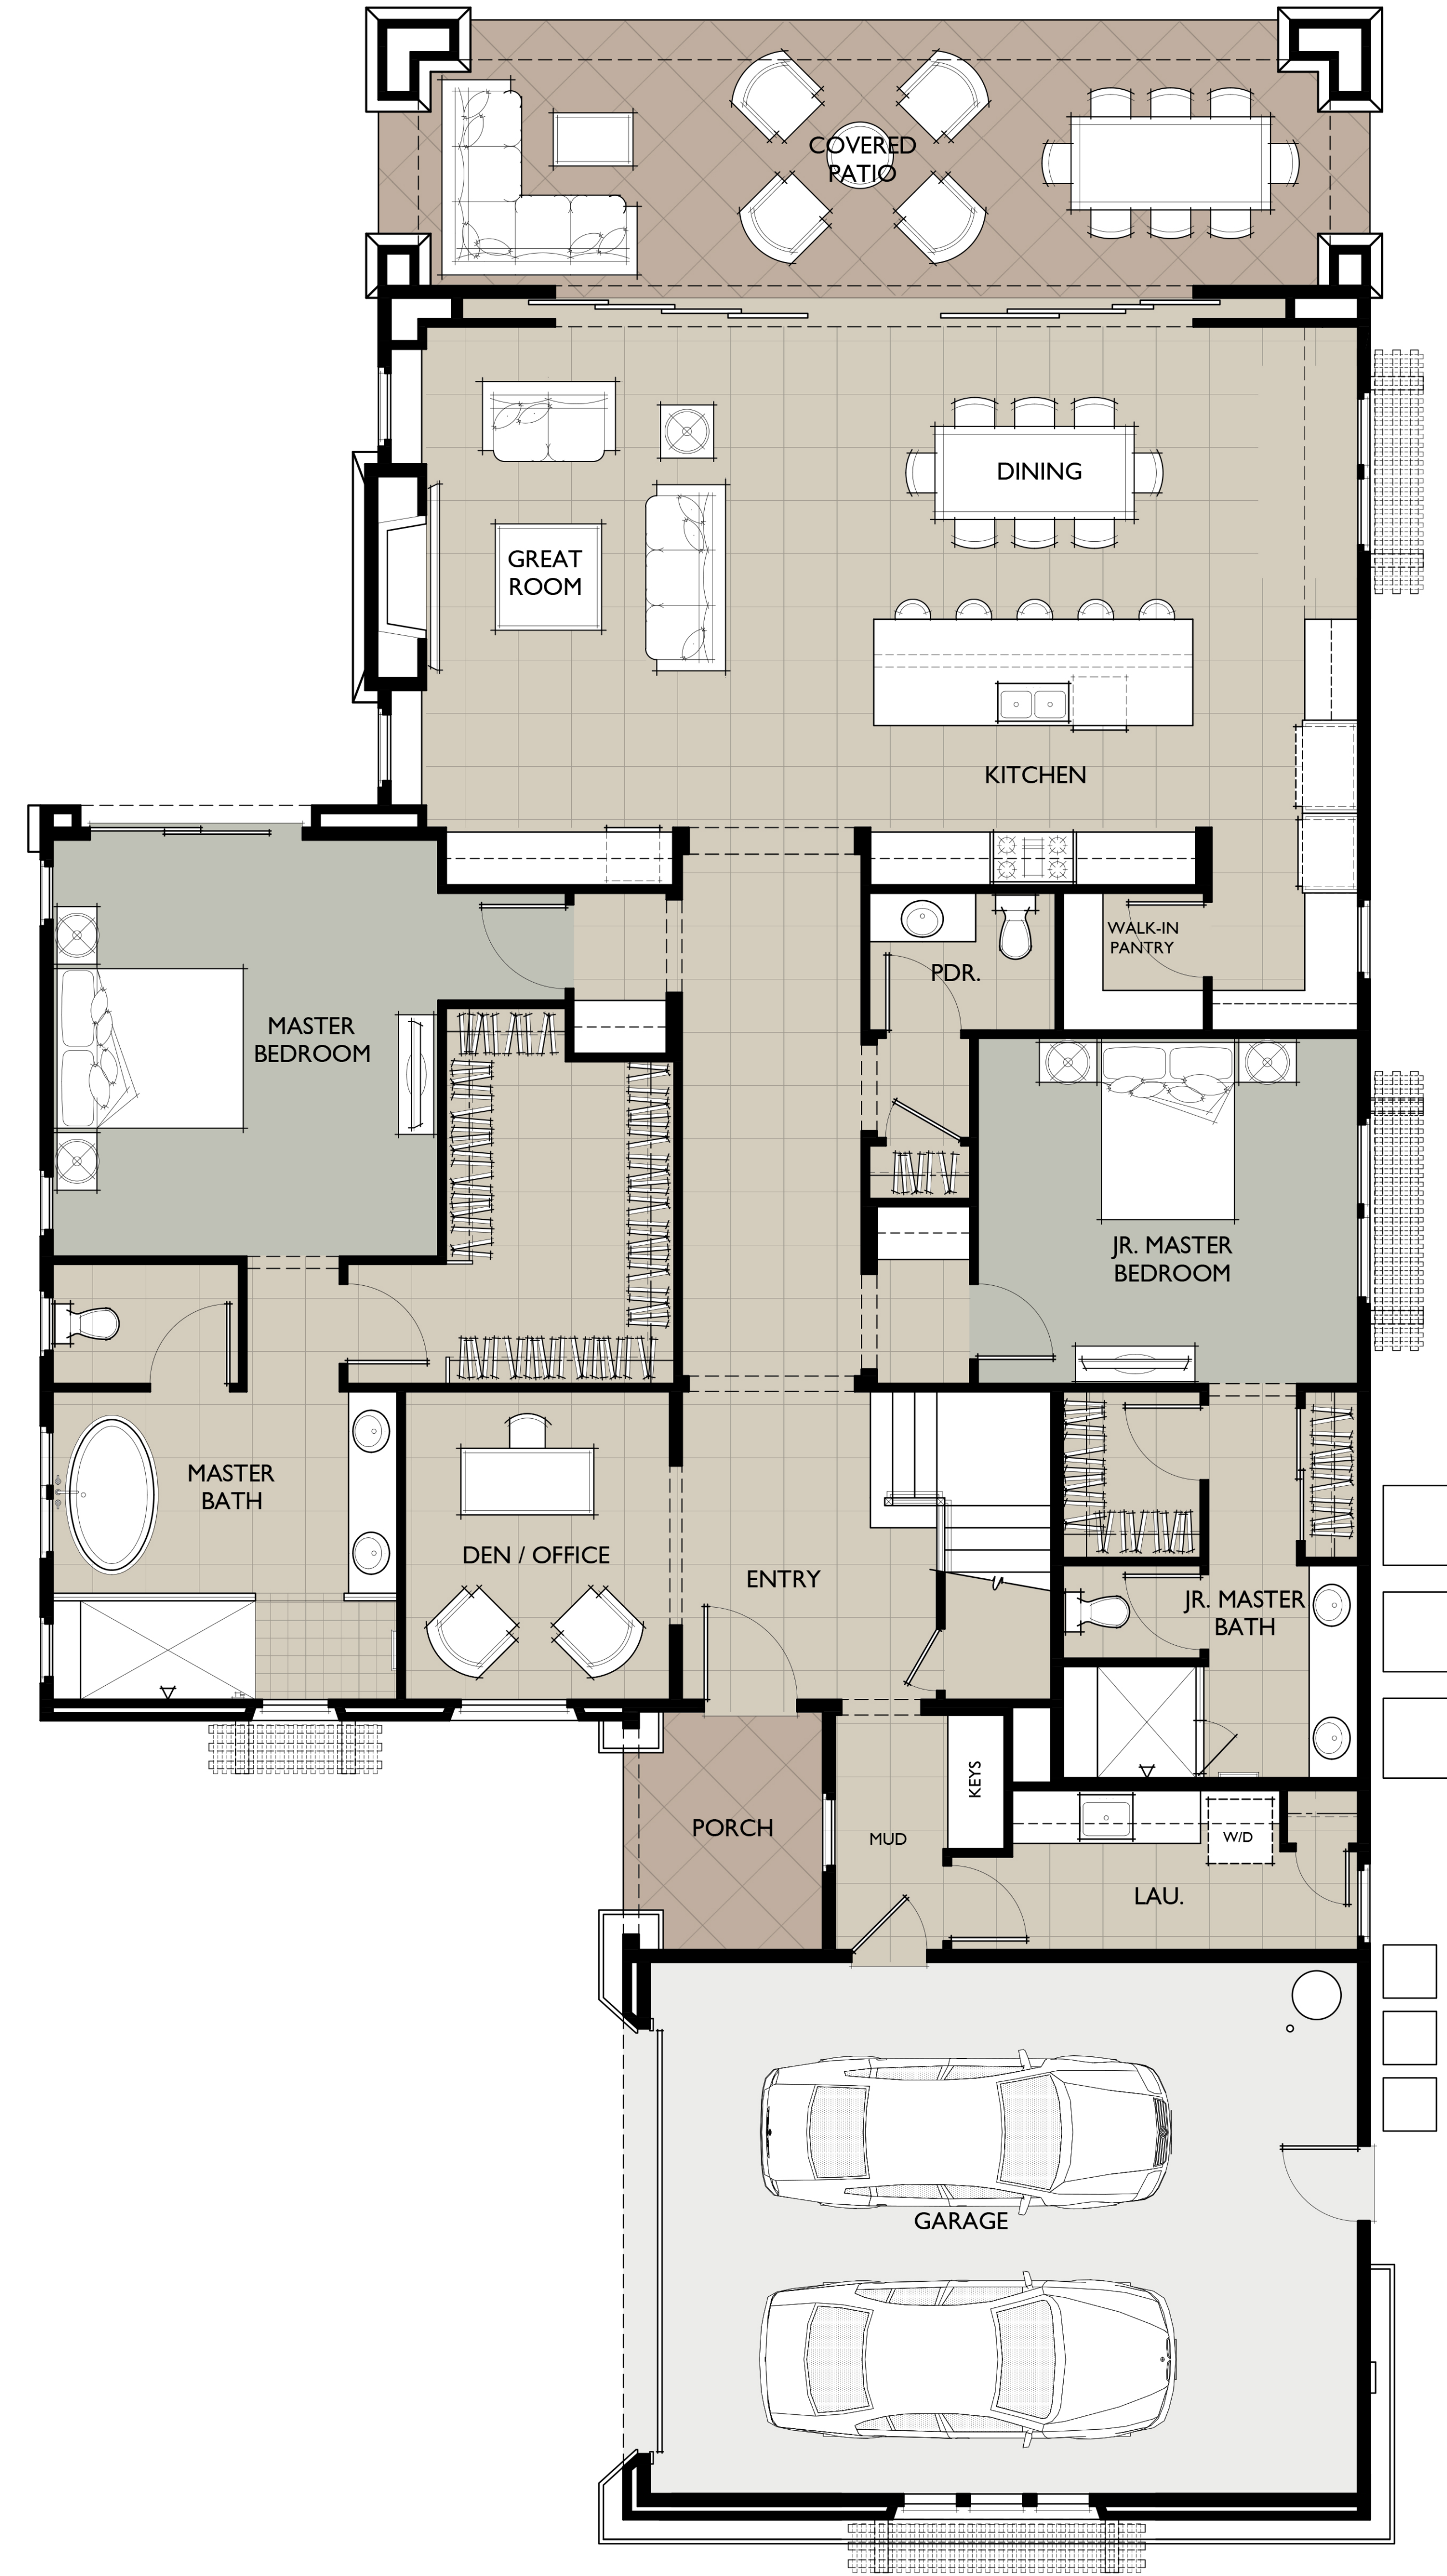 COVERED
PATIO
DINING
GREAT
ROOM
KITCHEN
WALK-IN
PANTRY
PDR.
MASTER
BEDROOM
JR. MASTER
BEDROOM
MASTER
BATH
DEN / OFFICE
ENTRY
JR. MASTER
BATH
KEYS
PORCH
MUD
W/D
LAU.
GARAGE